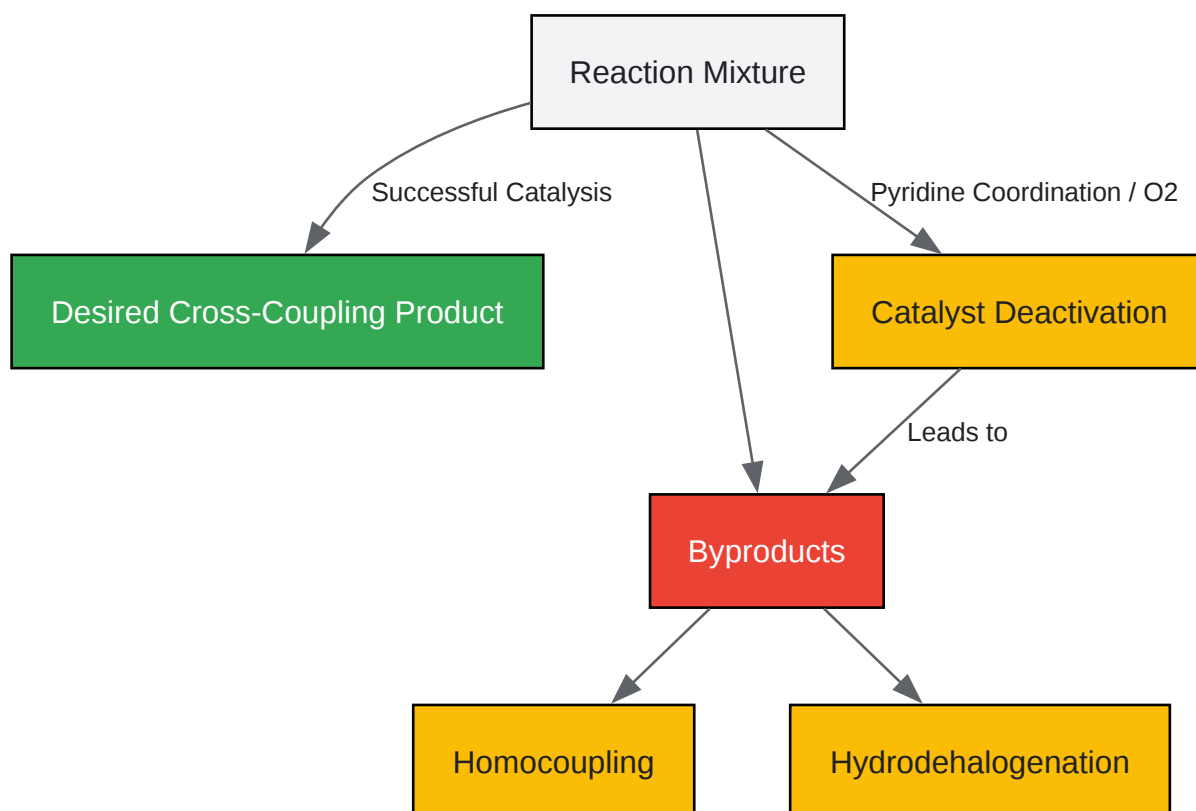 Reaction Mixture
Successful Catalysis
Pyridine Coordination / O2
Desired Cross-Coupling Product
Catalyst Deactivation
Leads to
Byproducts
Homocoupling
Hydrodehalogenation